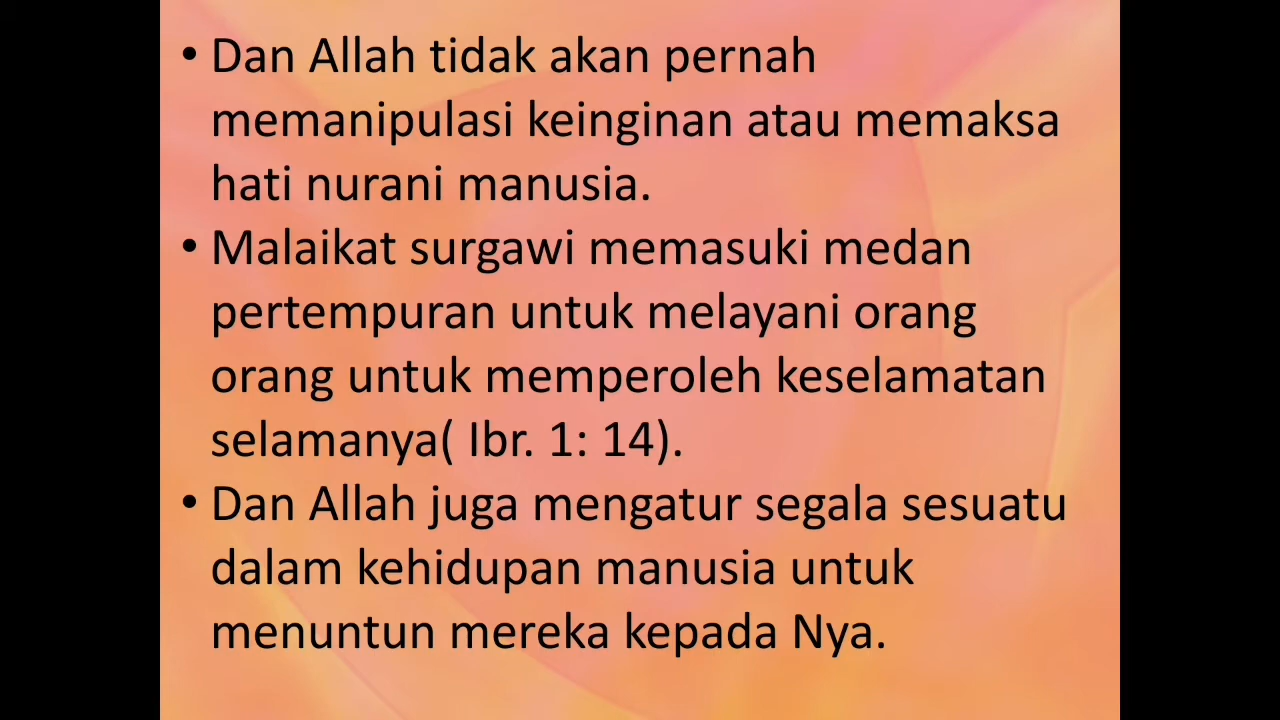 • Dan Allah tidak akan pernah
memanipulasi keinginan atau memaksa
hati nurani manusia.
• Malaikat surgawi memasuki medan
pertempuran untuk melayani orang
orang untuk memperoleh keselamatan
selamanya( Ibr. 1: 14).
• Dan Allah juga mengatur segala sesuatu
dalam kehidupan manusia untuk
menuntun mereka kepada Nya.